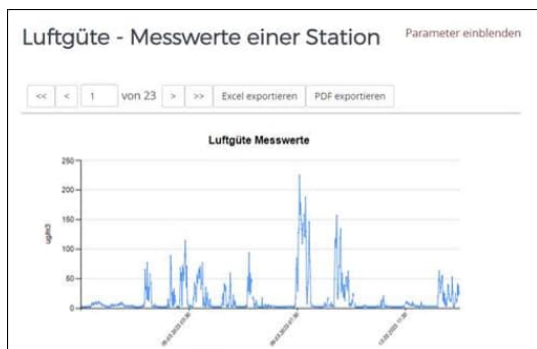 Luftgüte - Messwerte einer Station
Parameter einblenden
<< < 1 von 23 > >> Excel exportieren PDF exportieren
Luftgüte Messwerte
250
200
150
100
50
0
ug/m3